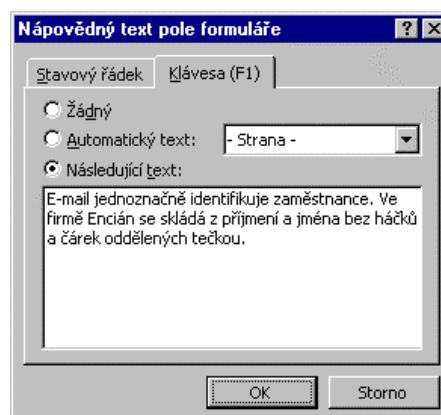 Nápovědný text pole formuláře
Stavový řádek Klávesa (F1)
Žádný
Automatický text: - Strana -
Následující text:
E-mail jednoznačně identifikuje zaměstnance. Ve
firmě Encián se skládá z příjmení a jména bez háčků
a čárek oddělených tečkou.
OK Storno